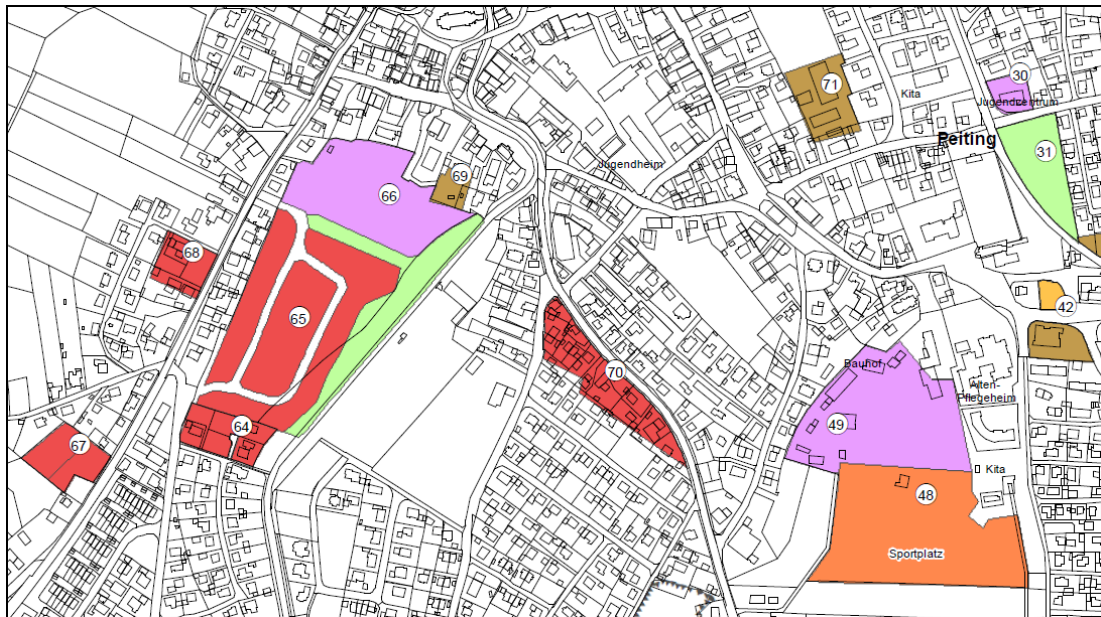 30
Jugendzentrum
71
Kita
Peiting
31
Jugendheim
69
66
68
42
65
70
Bauhof
Alten-
Pflegeheim
64
49
67
Kita
48
Sportplatz